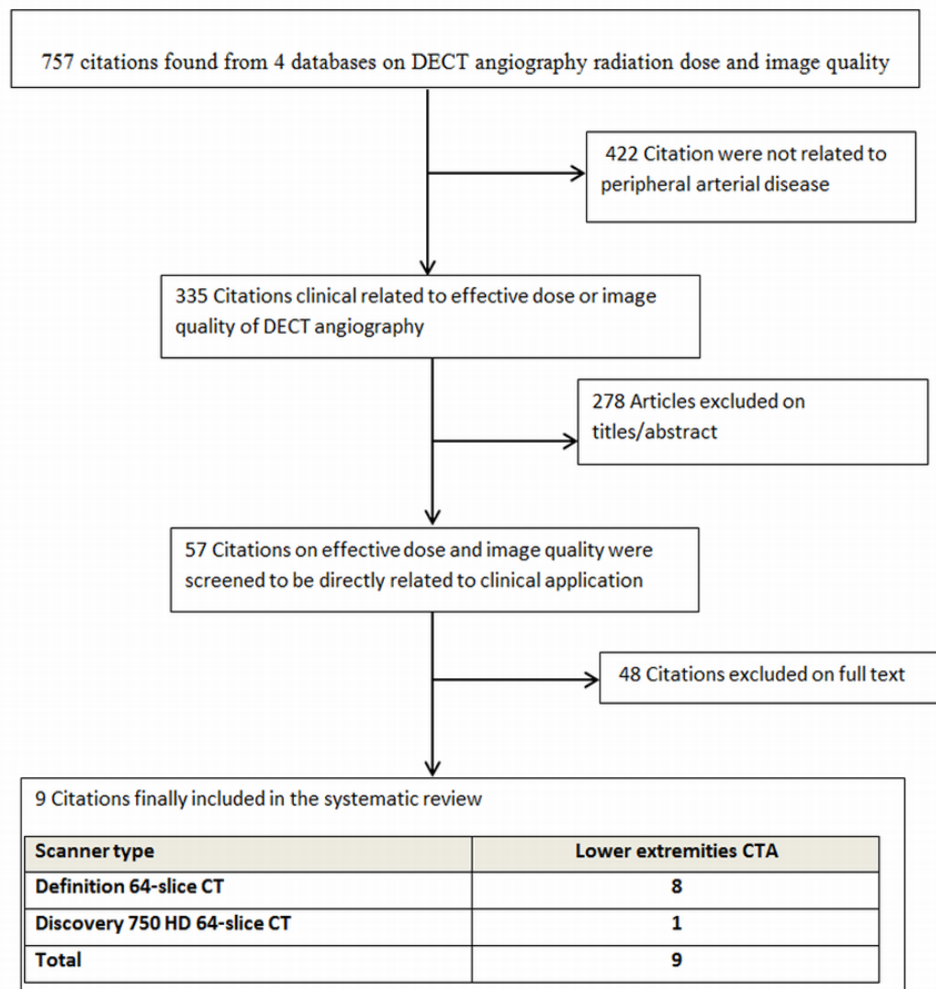 757 citations found from 4 databases on DECT angiography radiation dose and image quality
422 Citation were not related to
peripheral arterial disease
335 Citations clinical related to effective dose or image
quality of DECT angiography
278 Articles excluded on
titles/abstract
57 Citations on effective dose and image quality were
screened to be directly related to clinical application
48 Citations excluded on full text
9 Citations finally included in the systematic review
Scanner type Lower extremities CTA
Definition 64-slice CT 8
Discovery 750 HD 64-slice CT 1
Total 9